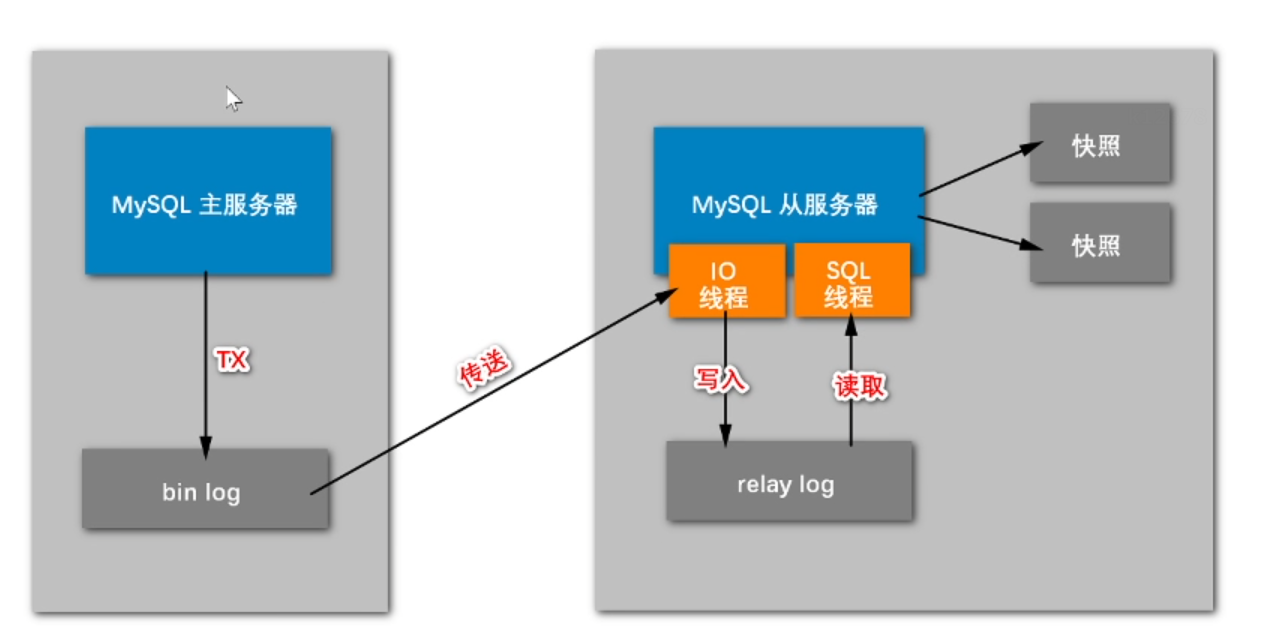 MySQL 主服务器
TX
bin log
传送
MySQL 从服务器
IO
线程
SQL
线程
写入
读取
relay log
快照
快照